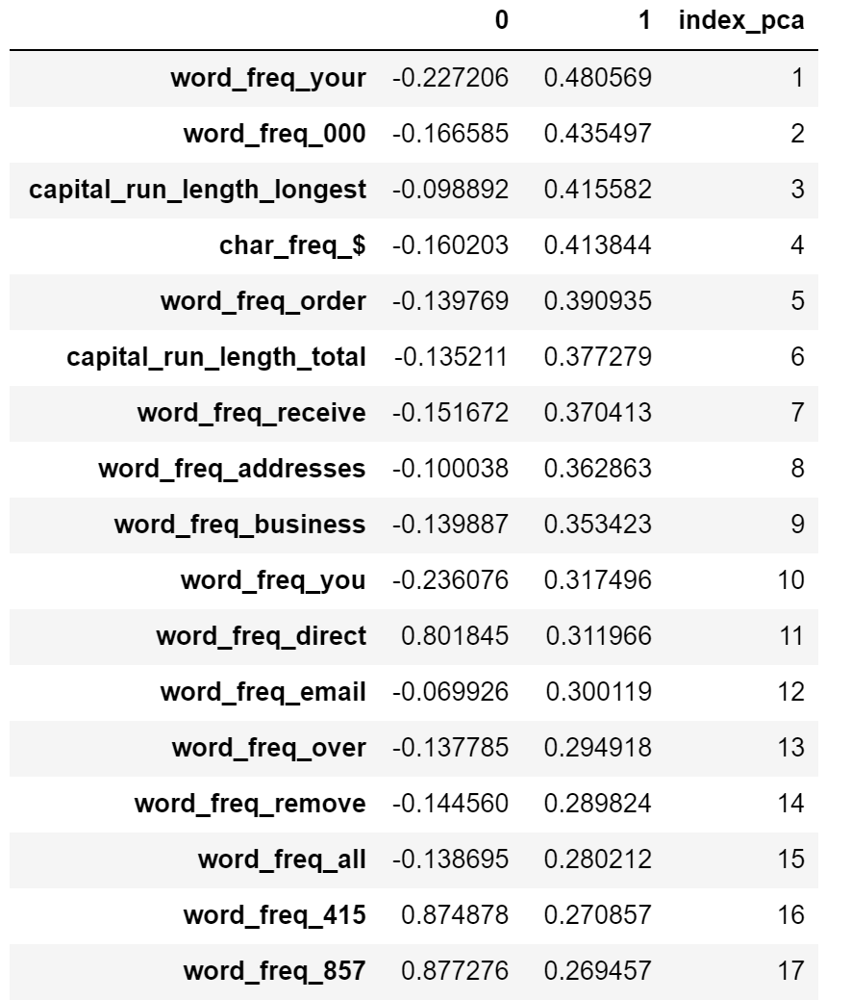 0 1 index_pca
word_freq_your -0.227206 0.480569 1
word_freq_000 -0.166585 0.435497 2
capital_run_length_longest -0.098892 0.415582 3
char_freq_$ -0.160203 0.413844 4
word_freq_order -0.139769 0.390935 5
capital_run_length_total -0.135211 0.377279 6
word_freq_receive -0.151672 0.370413 7
word_freq_addresses -0.100038 0.362863 8
word_freq_business -0.139887 0.353423 9
word_freq_you -0.236076 0.317496 10
word_freq_direct 0.801845 0.311966 11
word_freq_email -0.069926 0.300119 12
word_freq_over -0.137785 0.294918 13
word_freq_remove -0.144560 0.289824 14
word_freq_all -0.138695 0.280212 15
word_freq_415 0.874878 0.270857 16
word_freq_857 0.877276 0.269457 17